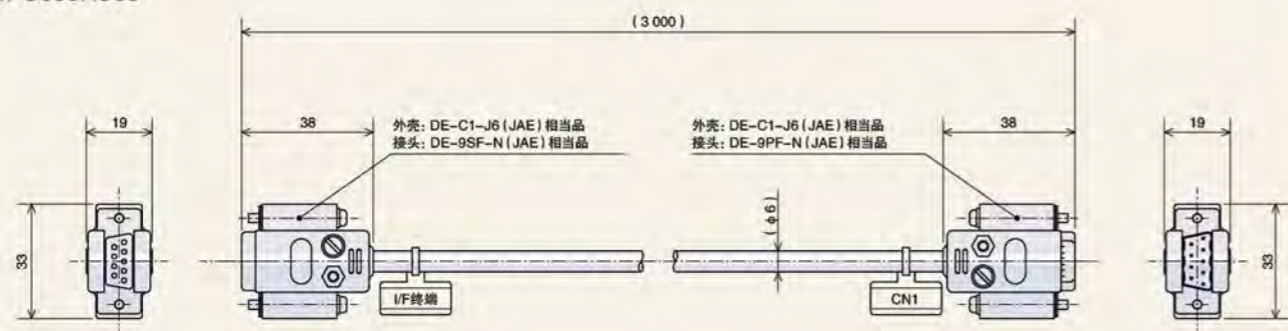 (3 000)
19
38
外壳: DE-C1-J6 (JAE) 相当品
接头: DE-9SF-N (JAE) 相当品
外壳: DE-C1-J6 (JAE) 相当品
接头: DE-9PF-N (JAE) 相当品
38
19
33
(φ6)
33
I/F终端
CN1